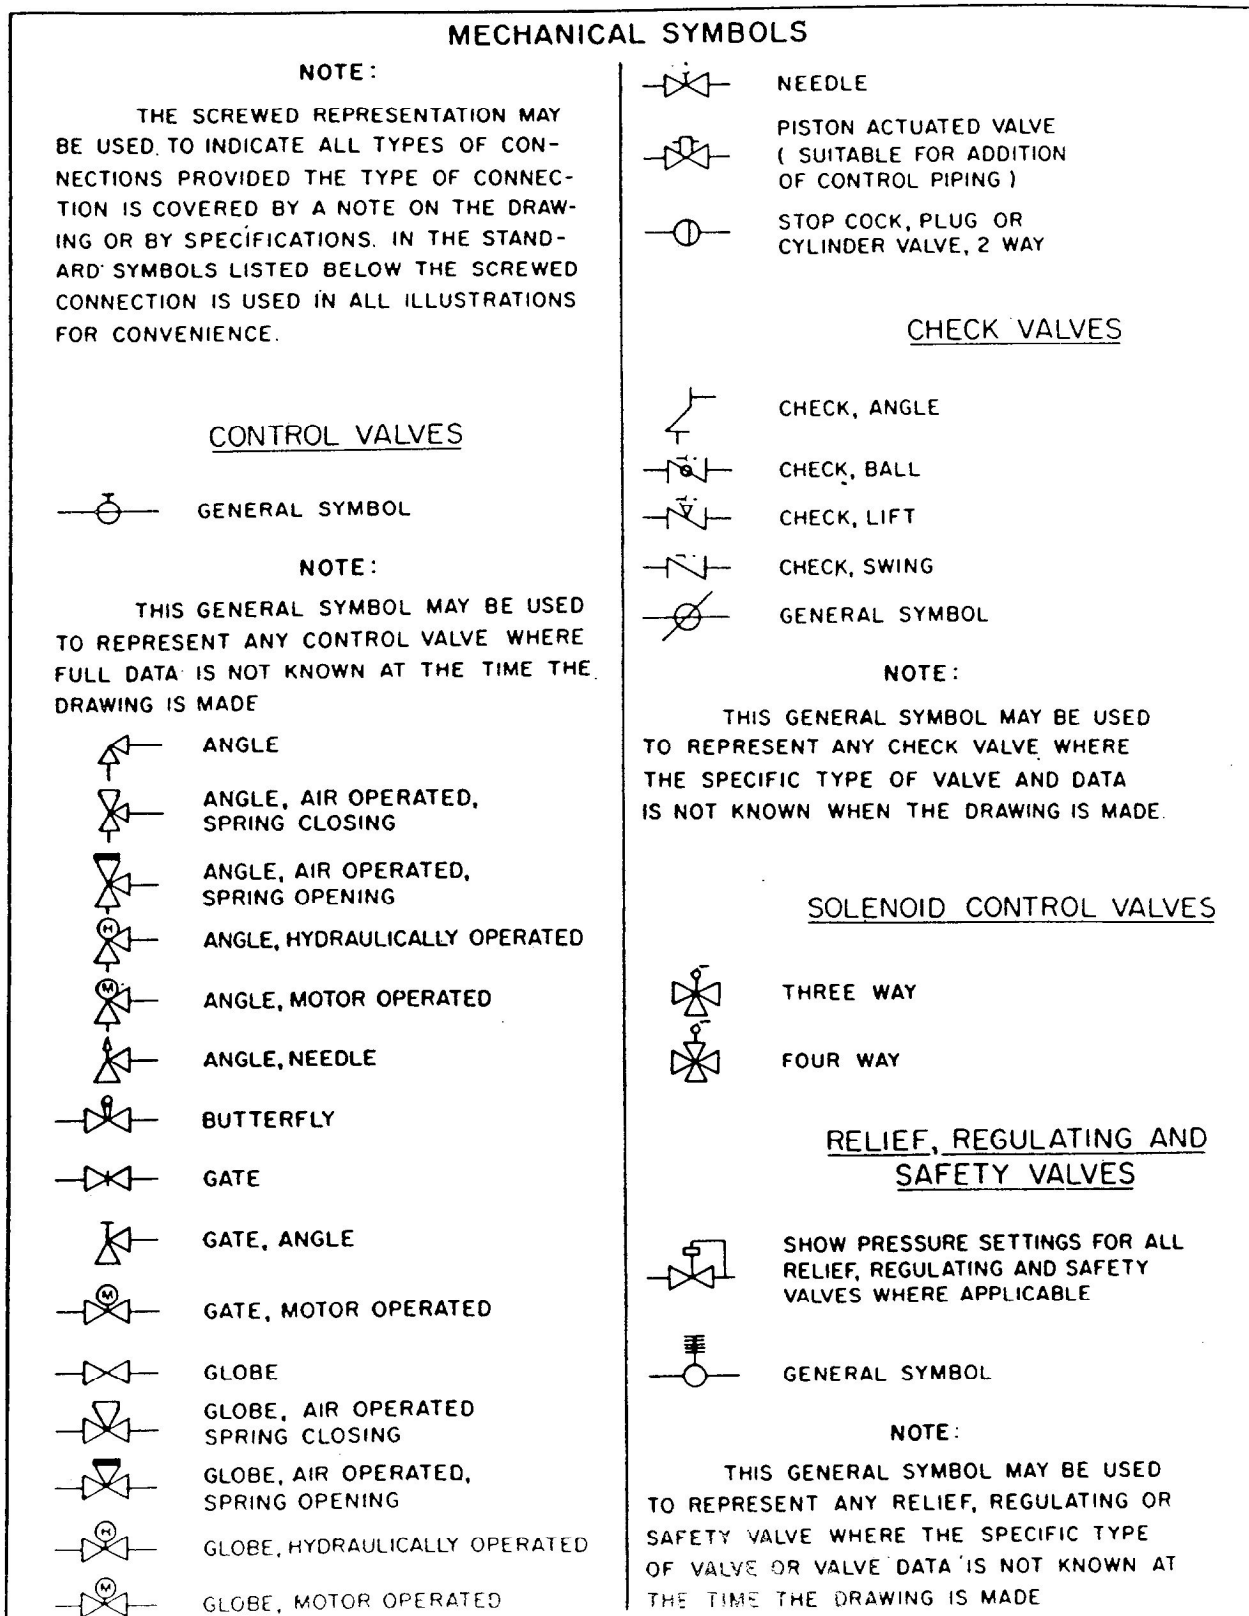 MECHANICAL SYMBOLS
NOTE:
THE SCREWED REPRESENTATION MAY
BE USED TO INDICATE ALL TYPES OF CON-
NECTIONS PROVIDED THE TYPE OF CONNEC-
TION IS COVERED BY A NOTE ON THE DRAW-
ING OR BY SPECIFICATIONS. IN THE STAND-
ARD SYMBOLS LISTED BELOW THE SCREWED
CONNECTION IS USED IN ALL ILLUSTRATIONS
FOR CONVENIENCE.
CONTROL VALVES
GENERAL SYMBOL
NOTE:
THIS GENERAL SYMBOL MAY BE USED
TO REPRESENT ANY CONTROL VALVE WHERE
FULL DATA IS NOT KNOWN AT THE TIME THE
DRAWING IS MADE
ANGLE
ANGLE, AIR OPERATED,
SPRING CLOSING
ANGLE, AIR OPERATED,
SPRING OPENING
H
ANGLE, HYDRAULICALLY OPERATED
M
ANGLE, MOTOR OPERATED
ANGLE, NEEDLE
BUTTERFLY
GATE
GATE, ANGLE
M
GATE, MOTOR OPERATED
GLOBE
GLOBE, AIR OPERATED
SPRING CLOSING
GLOBE, AIR OPERATED,
SPRING OPENING
H
GLOBE, HYDRAULICALLY OPERATED
M
GLOBE, MOTOR OPERATED
NEEDLE
PISTON ACTUATED VALVE
( SUITABLE FOR ADDITION
OF CONTROL PIPING )
STOP COCK, PLUG OR
CYLINDER VALVE, 2 WAY
CHECK VALVES
CHECK, ANGLE
CHECK, BALL
CHECK, LIFT
CHECK, SWING
GENERAL SYMBOL
NOTE:
THIS GENERAL SYMBOL MAY BE USED
TO REPRESENT ANY CHECK VALVE WHERE
THE SPECIFIC TYPE OF VALVE AND DATA
IS NOT KNOWN WHEN THE DRAWING IS MADE.
SOLENOID CONTROL VALVES
THREE WAY
FOUR WAY
RELIEF, REGULATING AND
SAFETY VALVES
SHOW PRESSURE SETTINGS FOR ALL
RELIEF, REGULATING AND SAFETY
VALVES WHERE APPLICABLE
GENERAL SYMBOL
NOTE:
THIS GENERAL SYMBOL MAY BE USED
TO REPRESENT ANY RELIEF, REGULATING OR
SAFETY VALVE WHERE THE SPECIFIC TYPE
OF VALVE OR VALVE DATA IS NOT KNOWN AT
THE TIME THE DRAWING IS MADE